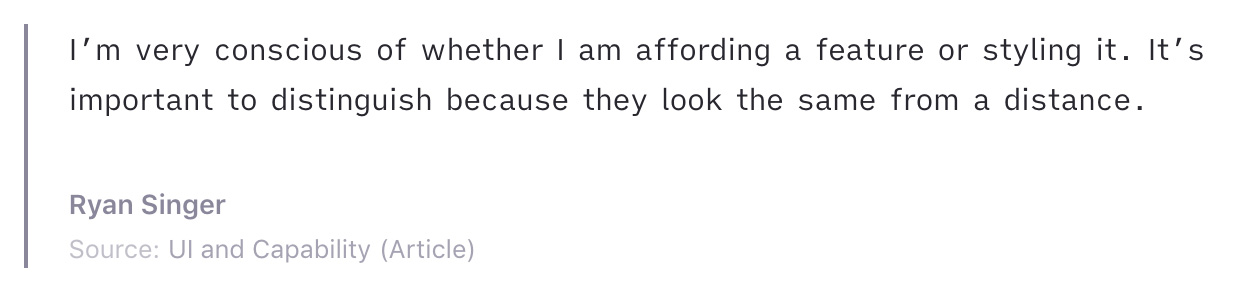 I’m very conscious of whether I am affording a feature or styling it. It’s
important to distinguish because they look the same from a distance.
Ryan Singer
Source: UI and Capability (Article)